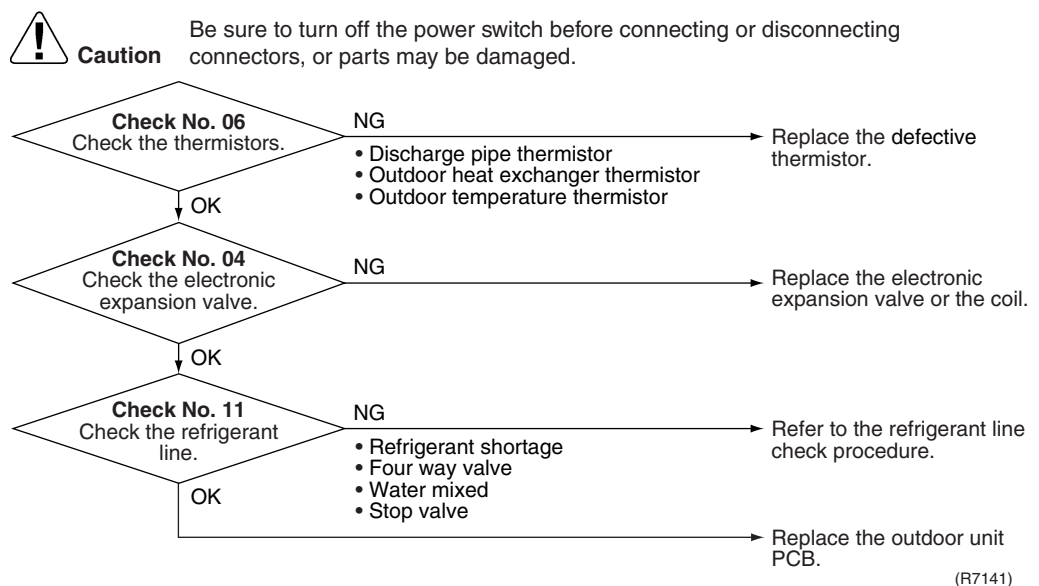 Be sure to turn off the power switch before connecting or disconnecting
Caution connectors, or parts may be damaged.
Check No. 06
Check the thermistors.
NG
• Discharge pipe thermistor
• Outdoor heat exchanger thermistor
• Outdoor temperature thermistor
Replace the defective
thermistor.
OK
Check No. 04
Check the electronic
expansion valve.
NG
Replace the electronic
expansion valve or the coil.
OK
Check No. 11
Check the refrigerant
line.
NG
• Refrigerant shortage
• Four way valve
• Water mixed
• Stop valve
Refer to the refrigerant line
check procedure.
OK
Replace the outdoor unit
PCB.
(R7141)